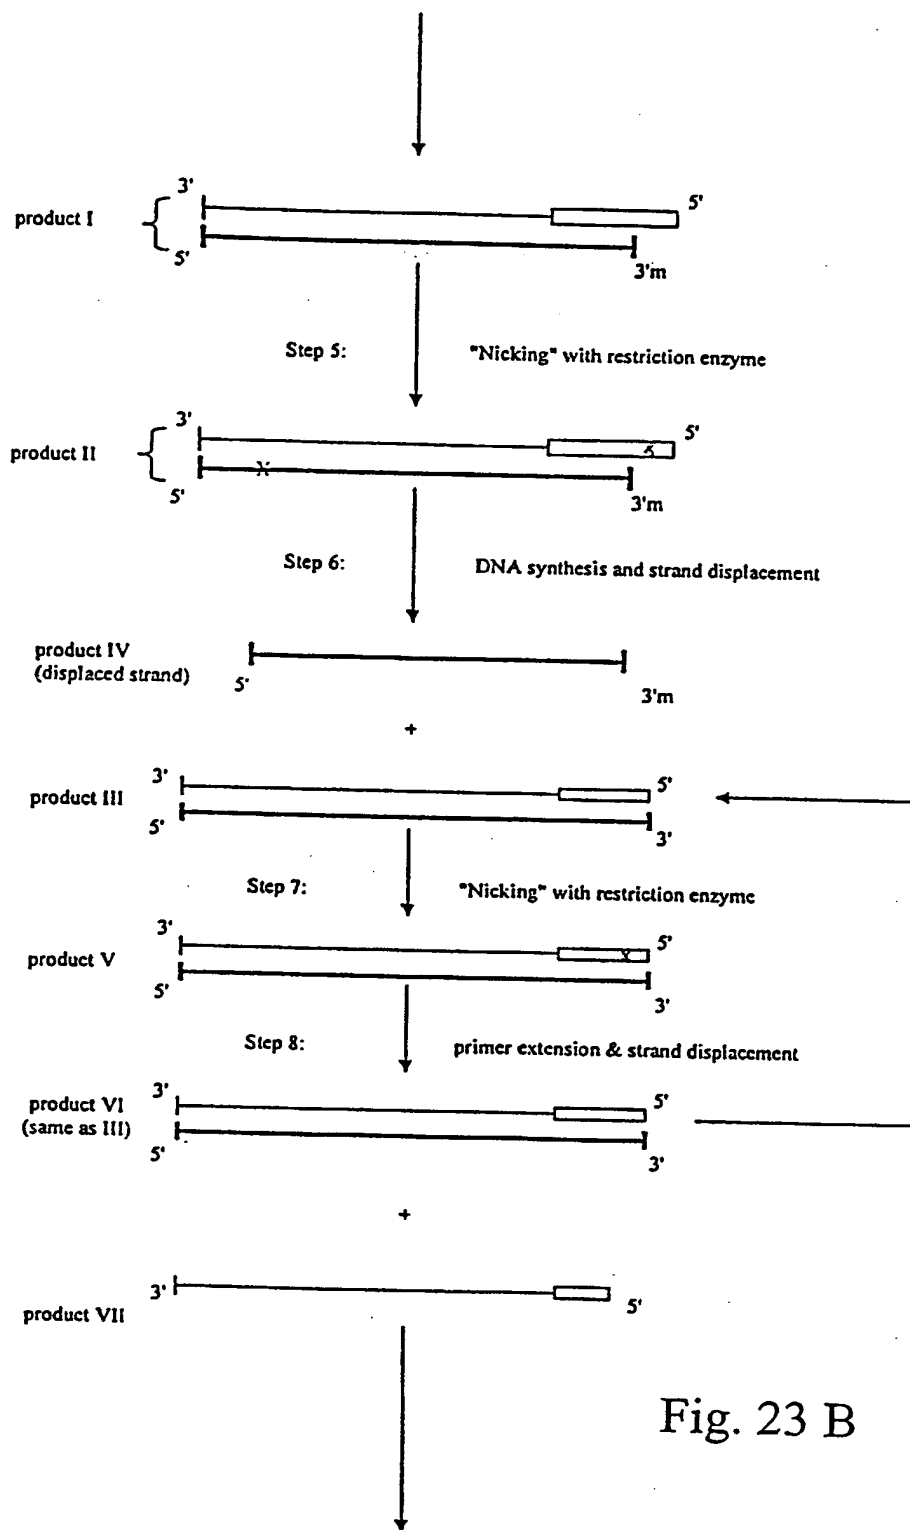 3' 5'
product I
5' 3'm
Step 5: "Nicking" with restriction enzyme
3' 5'
product II
X X
5' 3'm
Step 6: DNA synthesis and strand displacement
product IV
(displaced strand)
5' 3'm
+
3' 5'
product III
5' 3'
Step 7: "Nicking" with restriction enzyme
3' 5'
product V X
5' 3'
Step 8: primer extension & strand displacement
3' 5'
product VI
(same as III)
5' 3'
+
3' 5'
product VII
Fig. 23 B